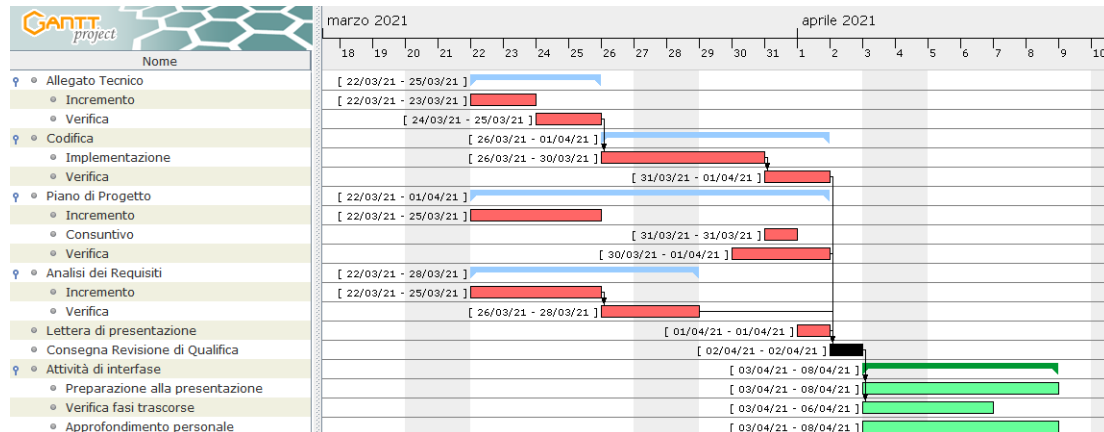 GANTT
project
marzo 2021 aprile 2021
18 19 20 21 22 23 24 25 26 27 28 29 30 31 1 2 3 4 5 6 7 8 9 10
Nome
Allegato Tecnico [ 22/03/21 - 25/03/21 ]
Incremento [ 22/03/21 - 23/03/21 ]
Verifica [ 24/03/21 - 25/03/21 ]
Codifica [ 26/03/21 - 01/04/21 ]
Implementazione [ 26/03/21 - 30/03/21 ]
Verifica [ 31/03/21 - 01/04/21 ]
Piano di Progetto [ 22/03/21 - 01/04/21 ]
Incremento [ 22/03/21 - 25/03/21 ]
Consuntivo [ 31/03/21 - 31/03/21 ]
Verifica [ 30/03/21 - 01/04/21 ]
Analisi dei Requisiti [ 22/03/21 - 28/03/21 ]
Incremento [ 22/03/21 - 25/03/21 ]
Verifica [ 26/03/21 - 28/03/21 ]
Lettera di presentazione [ 01/04/21 - 01/04/21 ]
Consegna Revisione di Qualifica [ 02/04/21 - 02/04/21 ]
Attività di interfase [ 03/04/21 - 08/04/21 ]
Preparazione alla presentazione [ 03/04/21 - 08/04/21 ]
Verifica fasi trascorse [ 03/04/21 - 06/04/21 ]
Approfondimento personale [ 03/04/21 - 08/04/21 ]